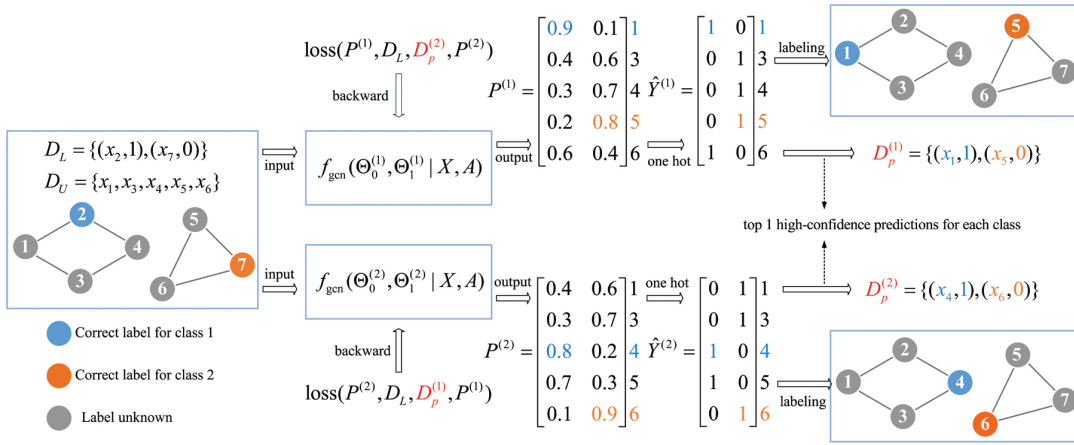 loss(P^{(1)}, D_L, D_p^{(2)}, P^{(2)})
backward
D_L = {(x_2,1),(x_7,0)}
D_U = {x_1,x_3,x_4,x_5,x_6}
1 2 3 4 5 6 7
input
f_gcn(Θ_0^{(1)},Θ_1^{(1)} | X, A)
output
P^{(1)} =
0.9 0.1 1
0.4 0.6 3
0.3 0.7 4
0.2 0.8 5
0.6 0.4 6
one hot
Ŷ^{(1)} =
1 0 1
0 1 3
0 1 4
0 1 5
1 0 6
labeling
1 2 3 4 5 6 7
D_p^{(1)} = {(x_1,1),(x_5,0)}
top 1 high-confidence predictions for each class
input
f_gcn(Θ_0^{(2)},Θ_1^{(2)} | X, A)
output
P^{(2)} =
0.4 0.6 1
0.3 0.7 3
0.8 0.2 4
0.7 0.3 5
0.1 0.9 6
one hot
Ŷ^{(2)} =
0 1 1
0 1 3
1 0 4
1 0 5
0 1 6
D_p^{(2)} = {(x_4,1),(x_6,0)}
labeling
1 2 3 4 5 6 7
backward
loss(P^{(2)}, D_L, D_p^{(1)}, P^{(1)})
Correct label for class 1
Correct label for class 2
Label unknown